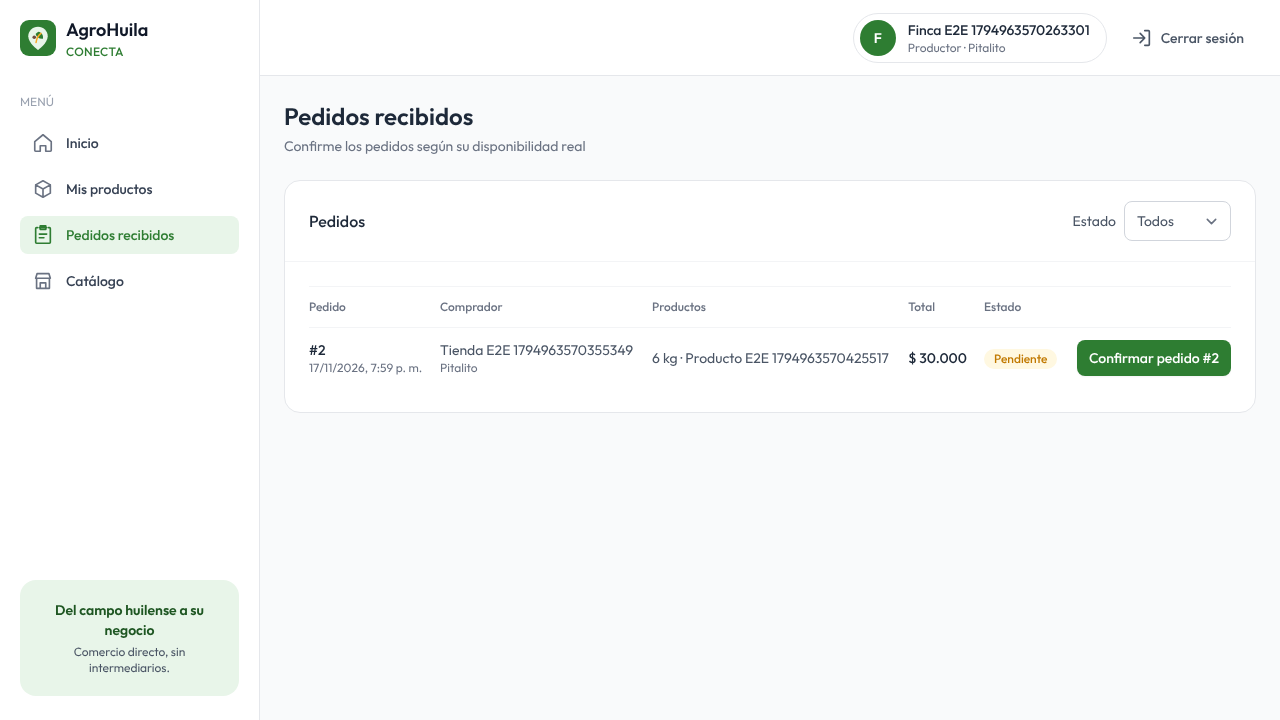 AgroHuila
CONECTA
MENÚ
Inicio
Mis productos
Pedidos recibidos
Catálogo
Del campo huilense a su
negocio
Comercio directo, sin
intermediarios.
F
Finca E2E 1794963570263301
Productor · Pitalito
Cerrar sesión
Pedidos recibidos
Confirme los pedidos según su disponibilidad real
Pedidos
Estado
Todos
Pedido Comprador Productos Total Estado
#2
17/11/2026, 7:59 p. m.
Tienda E2E 1794963570355349
Pitalito
6 kg · Producto E2E 1794963570425517
$ 30.000
Pendiente
Confirmar pedido #2